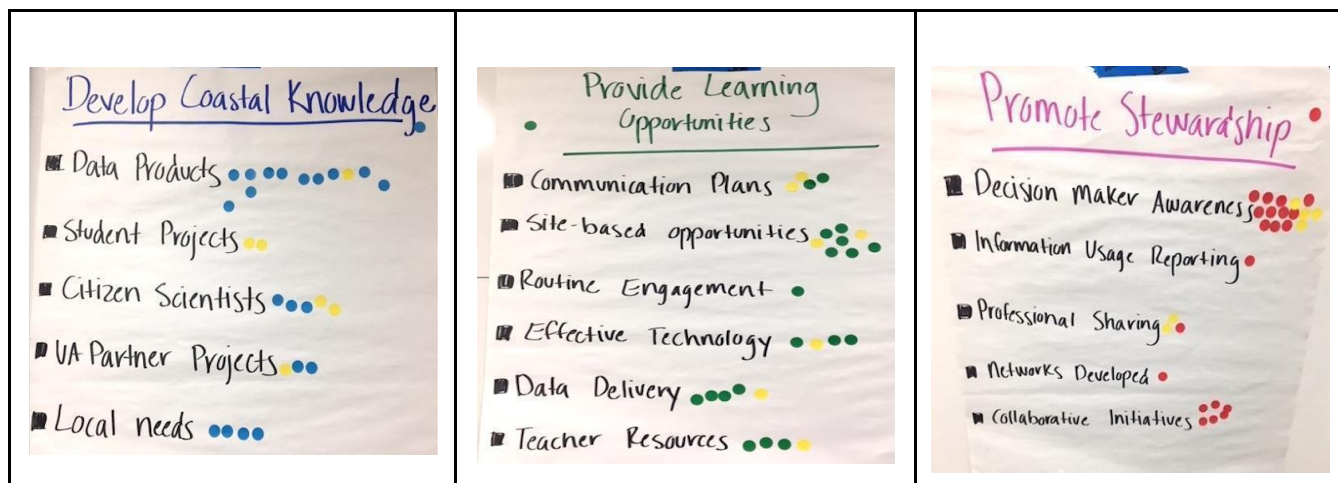 Develop Coastal Knowledge
Data Products
Student Projects
Citizen Scientists
UA Partner Projects
Local needs
Provide Learning
Opportunities
Communication Plans
Site-based opportunities
Routine Engagement
Effective Technology
Data Delivery
Teacher Resources
Promote Stewardship
Decision Maker Awareness
Information Usage Reporting
Professional Sharing
Networks Developed
Collaborative Initiatives